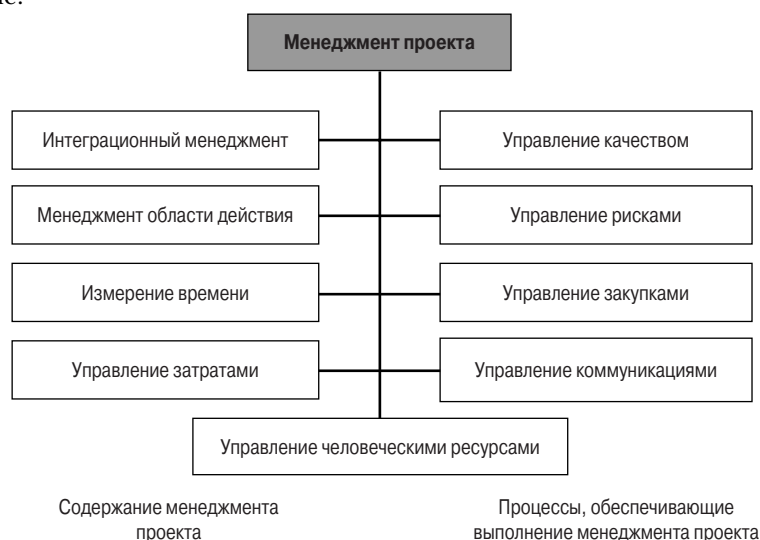 Менеджмент проекта
Интеграционный менеджмент
Управление качеством
Менеджмент области действия
Управление рисками
Измерение времени
Управление закупками
Управление затратами
Управление коммуникациями
Управление человеческими ресурсами
Содержание менеджмента
проекта
Процессы, обеспечивающие
выполнение менеджмента проекта